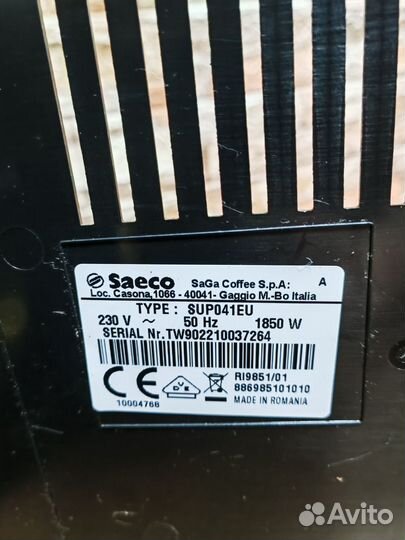 Saeco SaGa Coffee S.p.A: A
Loc. Casona,1066 - 40041- Gaggio M.-Bo Italia
TYPE : SUP041EU
230 V ~ 50 Hz 1850 W
SERIAL Nr.TW902210037264
RI9851/01
886985101010
10004766 MADE IN ROMANIA
Avito